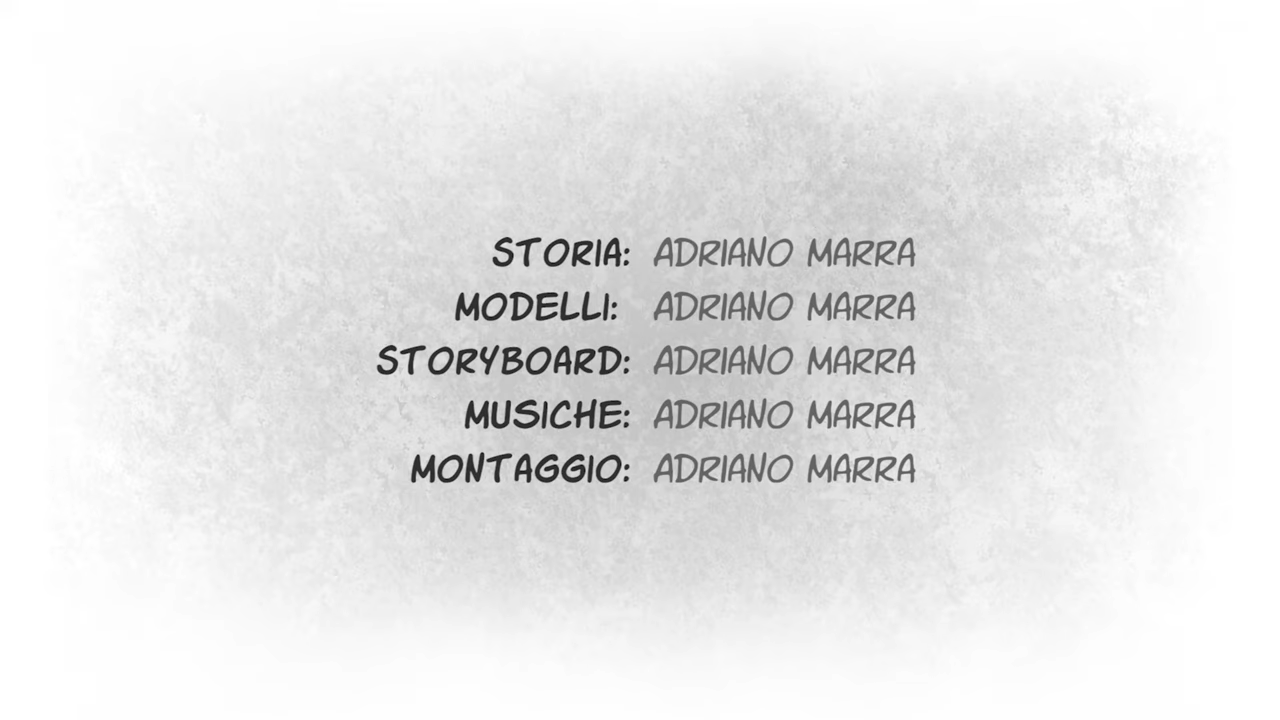 STORIA: ADRIANO MARRA
MODELLI: ADRIANO MARRA
STORYBOARD: ADRIANO MARRA
MUSICHE: ADRIANO MARRA
MONTAGGIO: ADRIANO MARRA